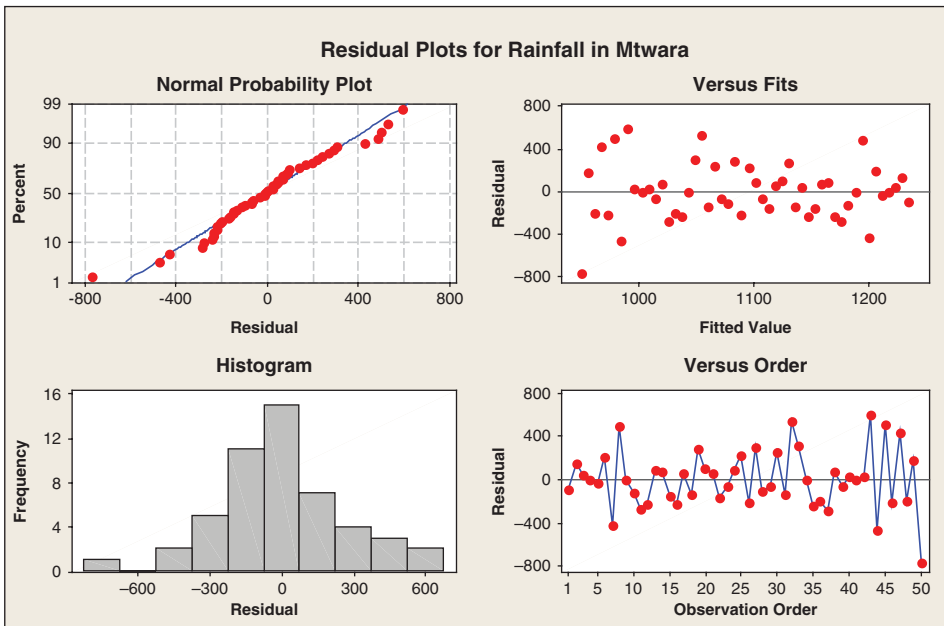 Residual Plots for Rainfall in Mtwara
Normal Probability Plot
Percent
99
90
50
10
1
-800 -400 0 400 800
Residual
Versus Fits
Residual
800
400
0
−400
−800
1000 1100 1200
Fitted Value
Histogram
Frequency
16
12
8
4
0
−600 −300 0 300 600
Residual
Versus Order
Residual
800
400
0
−400
−800
1 5 10 15 20 25 30 35 40 45 50
Observation Order